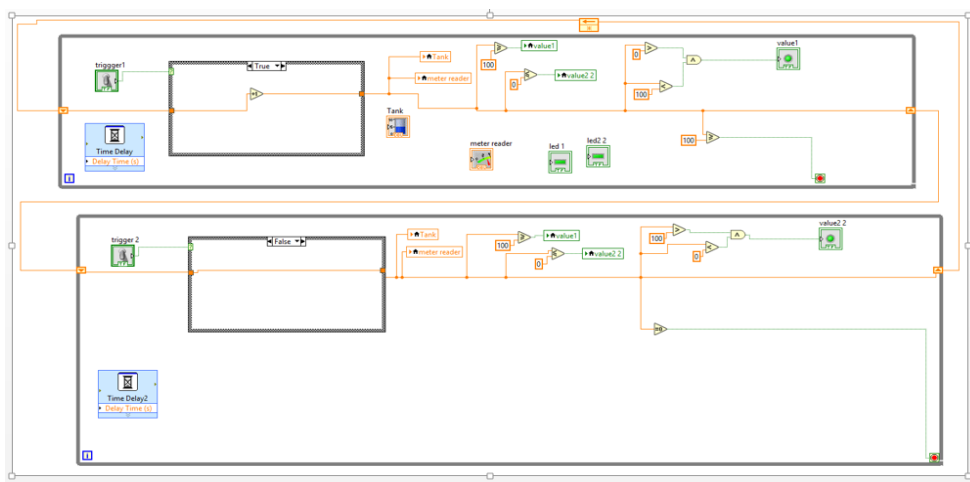 triggger1
True
Time Delay
Delay Time (s)
i
Tank
meter reader
Tank
meter reader
100
value1
0
value2 2
led 1
led2 2
0
100
value1
100
trigger 2
False
Time Delay2
Delay Time (s)
i
Tank
meter reader
100
value1
0
value2 2
100
0
value2 2